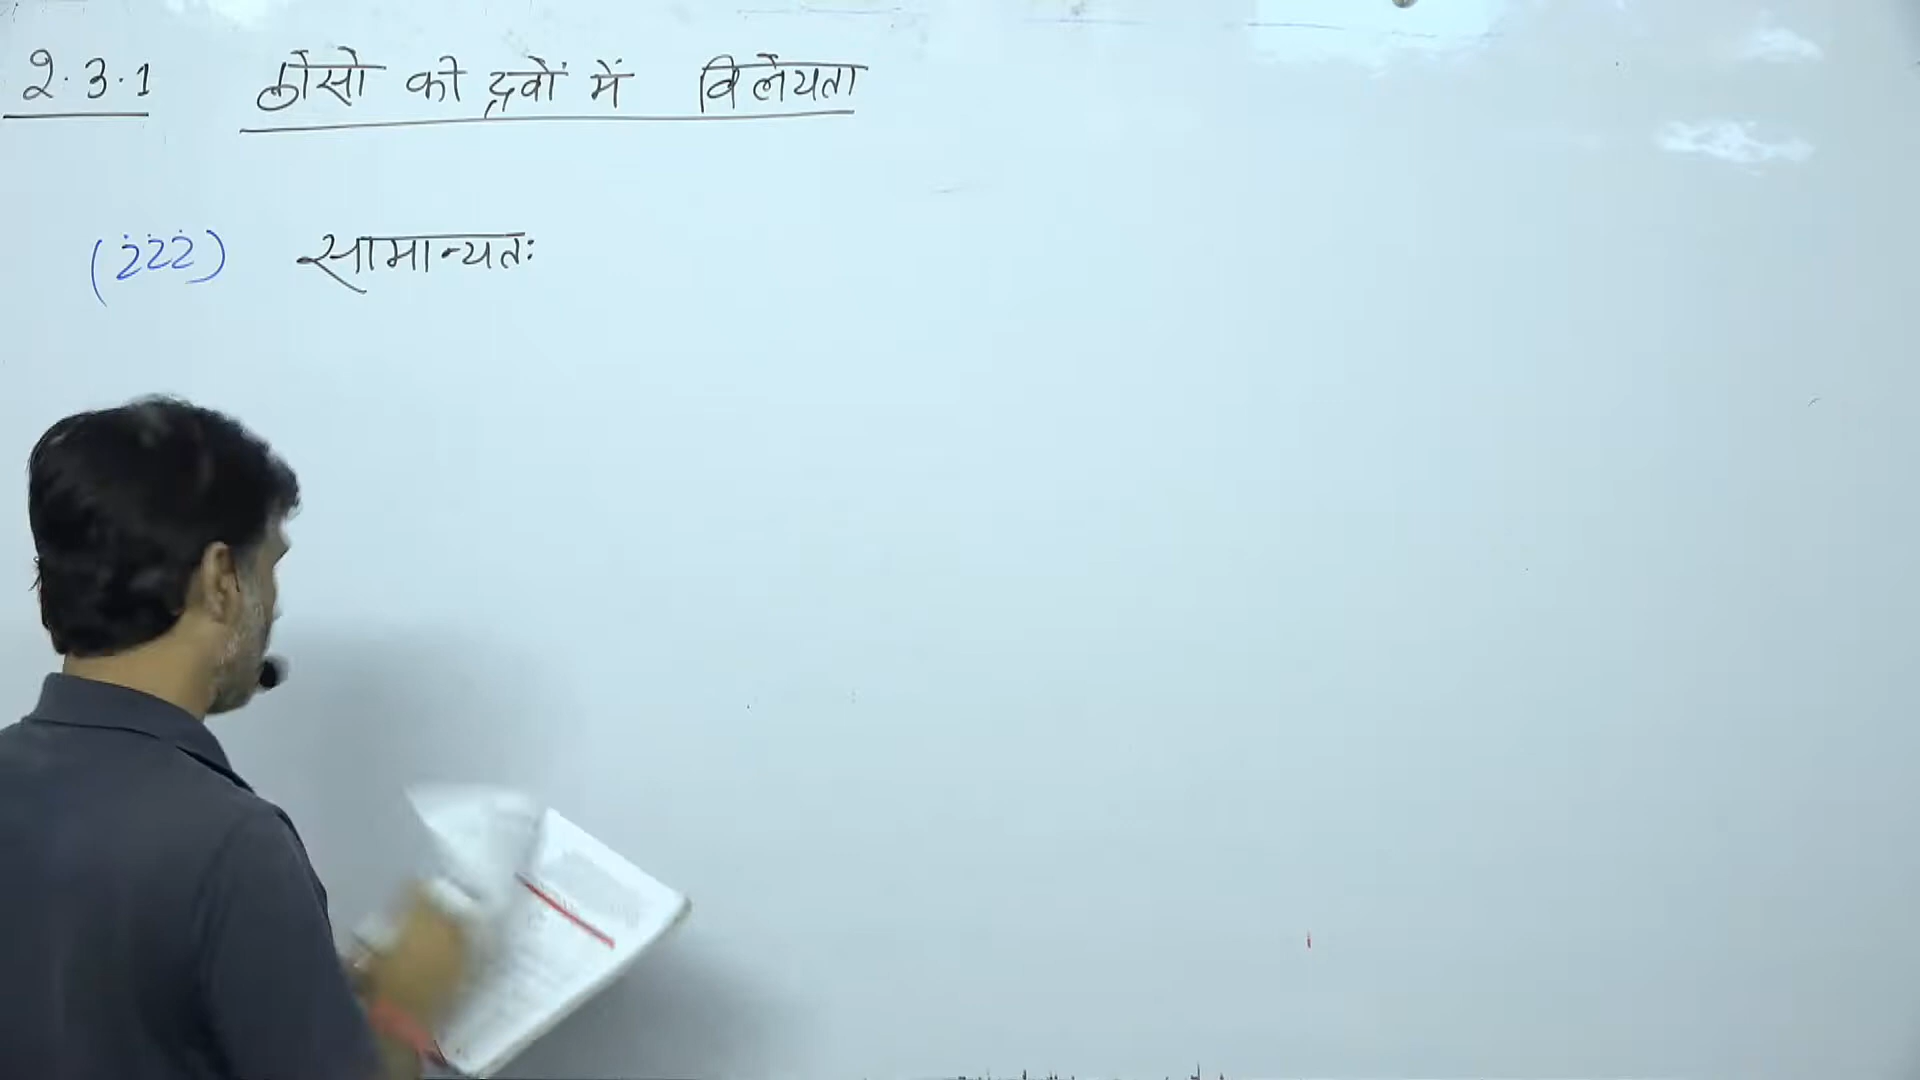 2.3.1 ठोसो की द्रवों में विलेयता
(iii) सामान्यतः